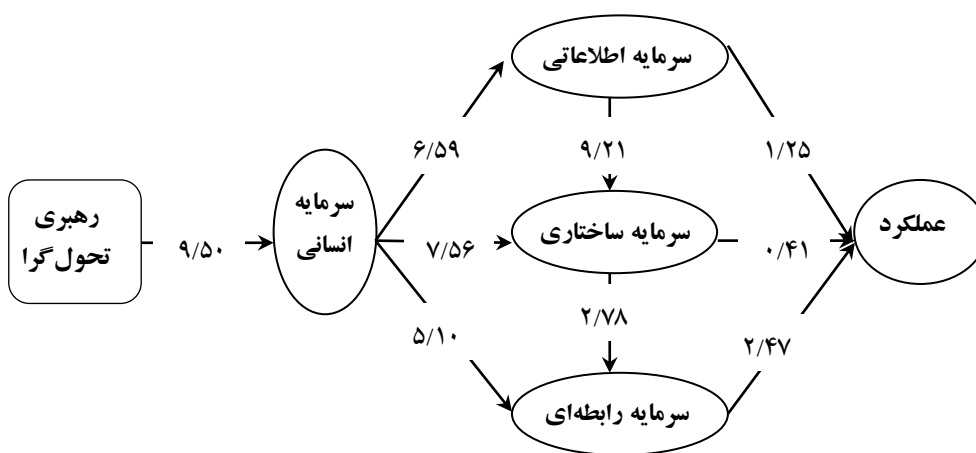 سرمایه اطلاعاتی
۶/۵۹
۹/۲۱
۱/۲۵
رهبری
تحول‌گرا
۹/۵۰
سرمایه
انسانی
۷/۵۶
سرمایه ساختاری
۰/۴۱
عملکرد
۵/۱۰
۲/۷۸
۲/۴۷
سرمایه رابطه‌ای